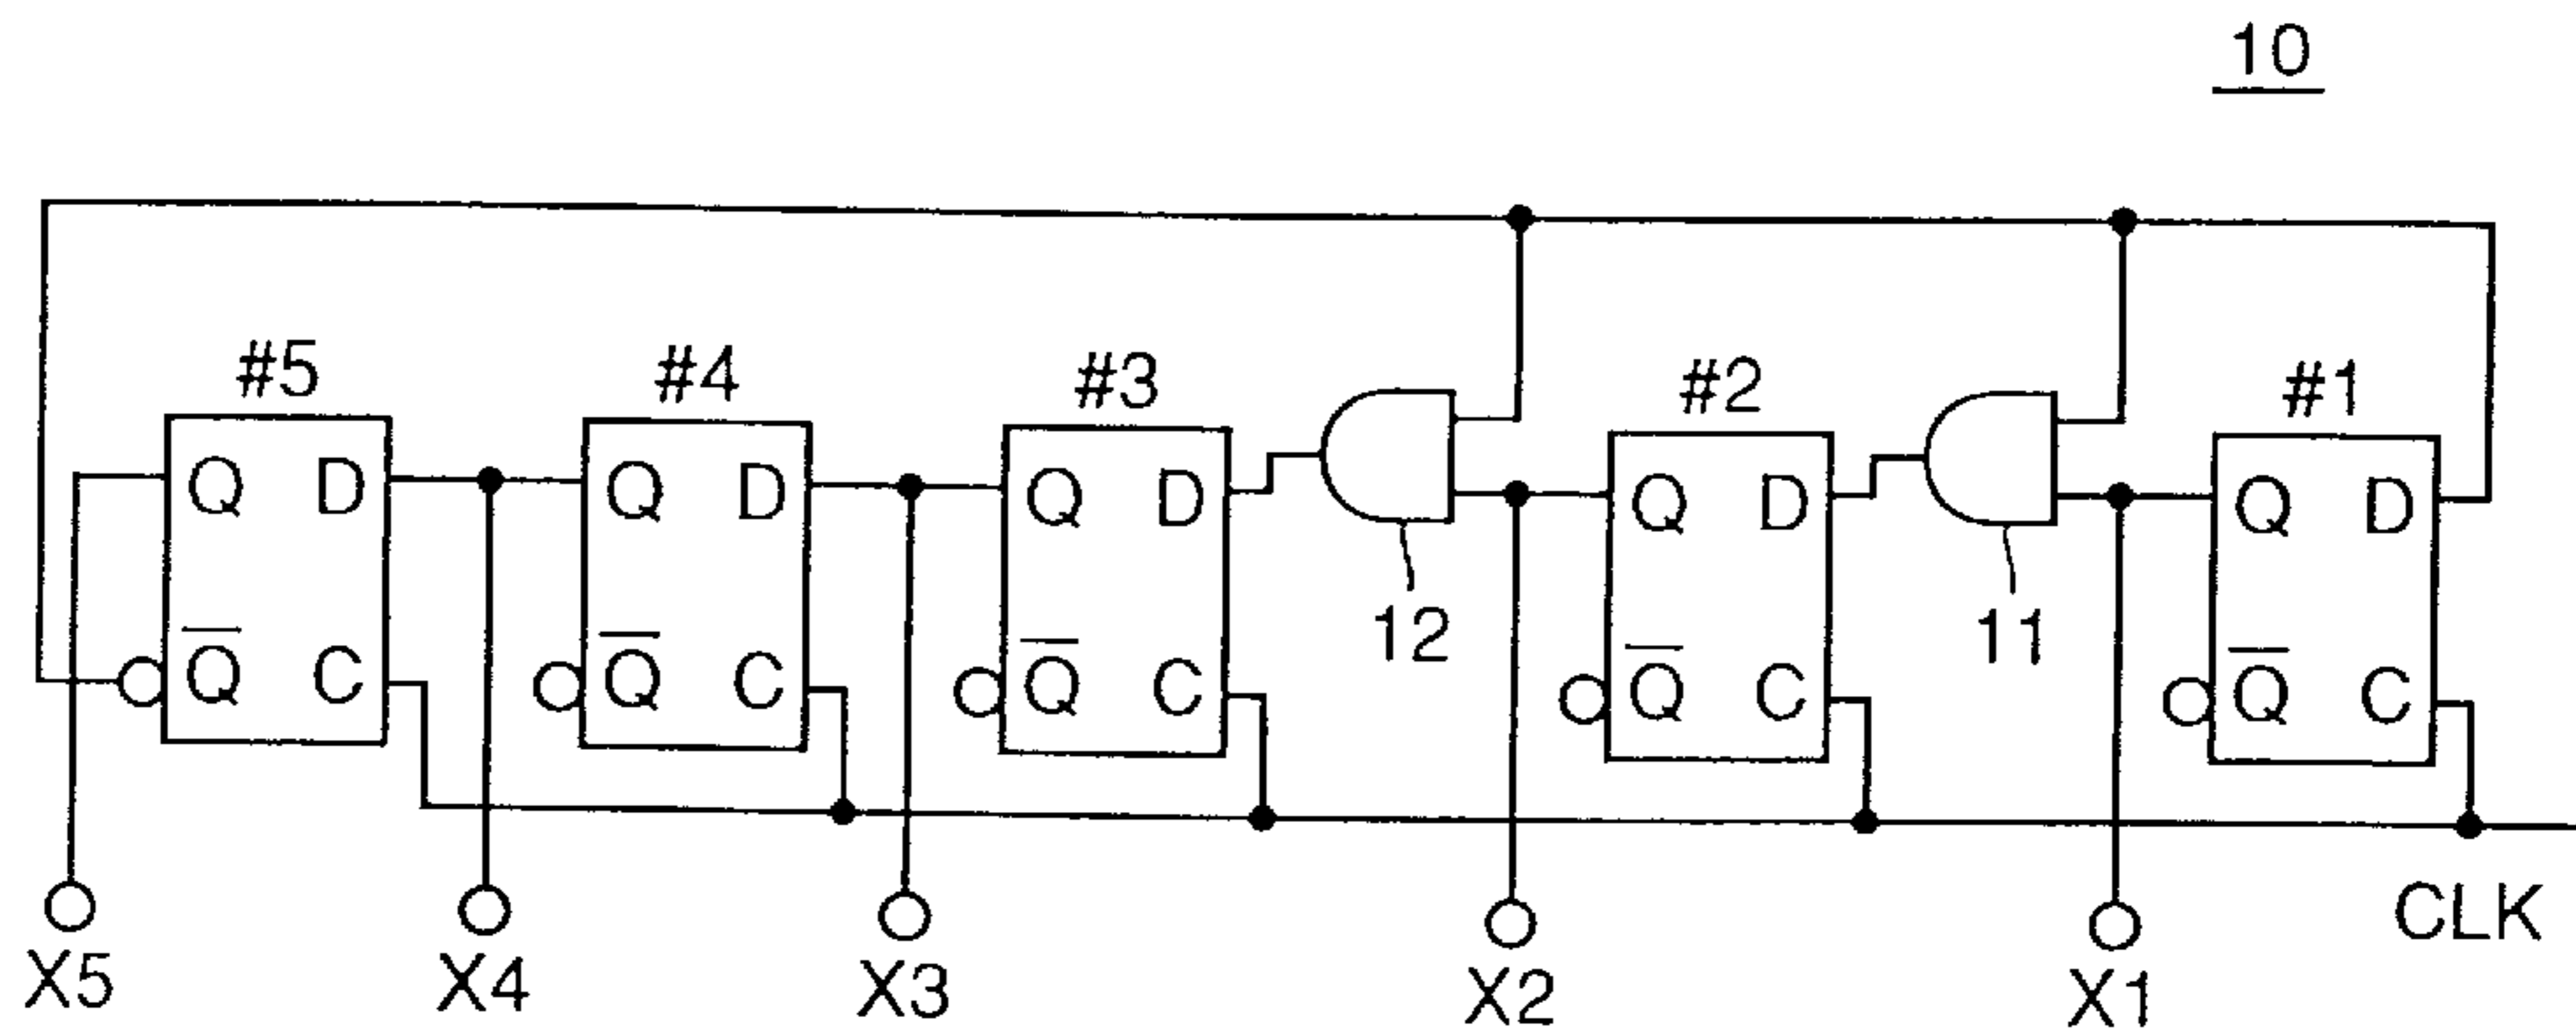 10
#5 #4 #3 #2 #1
Q D Q D Q D Q D Q D
12 11
Q̅ C Q̅ C Q̅ C Q̅ C Q̅ C
CLK
X5 X4 X3 X2 X1